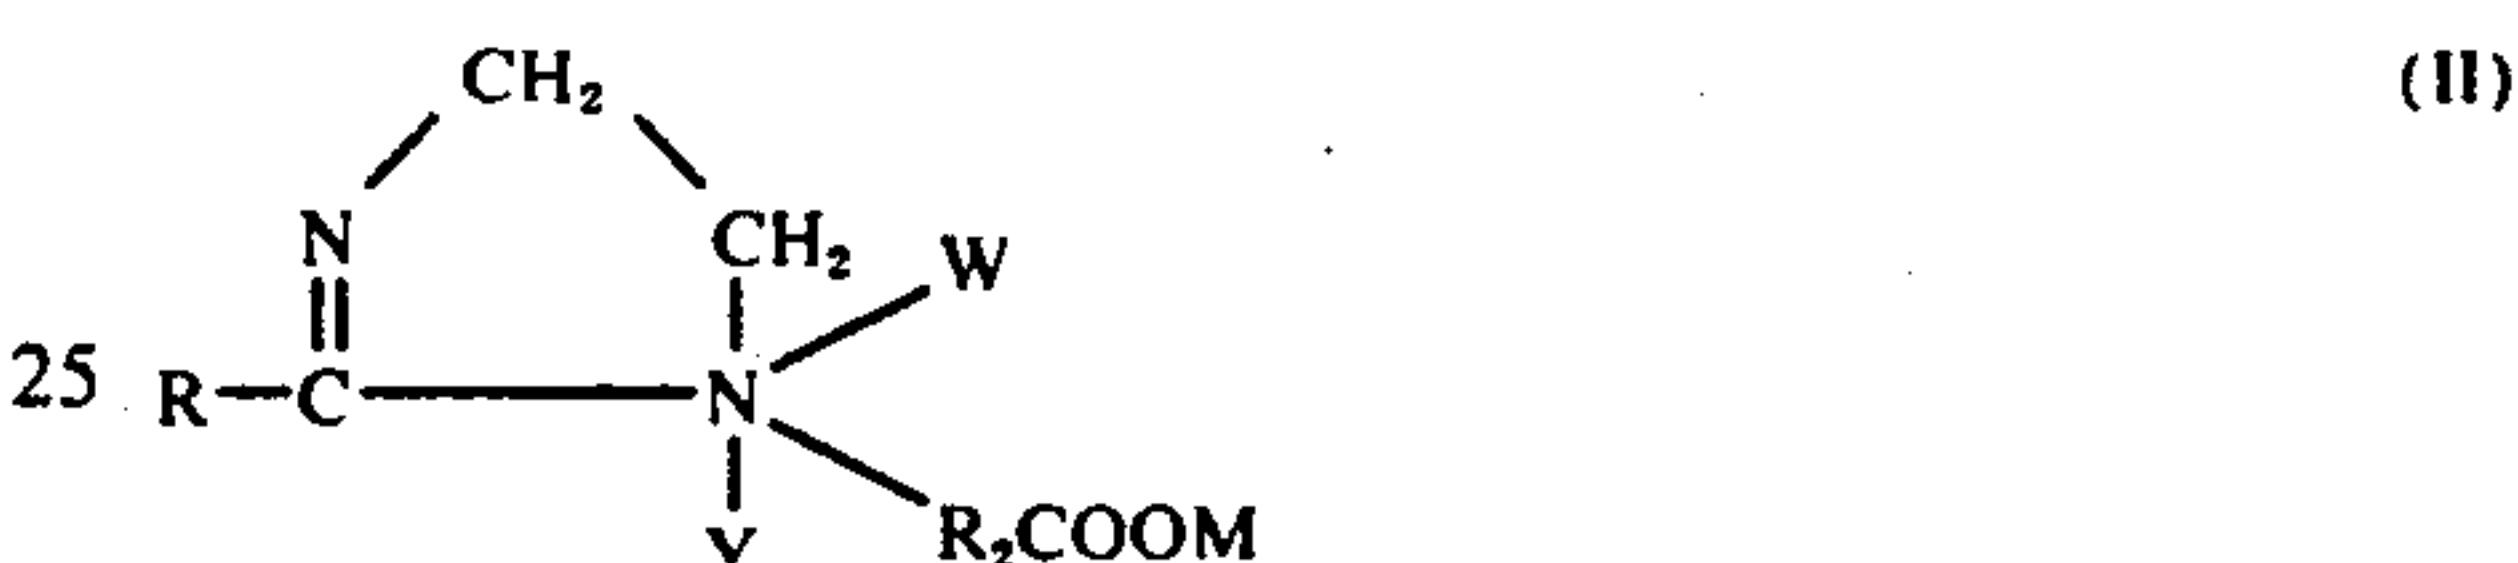 CH₂ (II)
N CH₂ W
25 R C N
Y R₂COOM